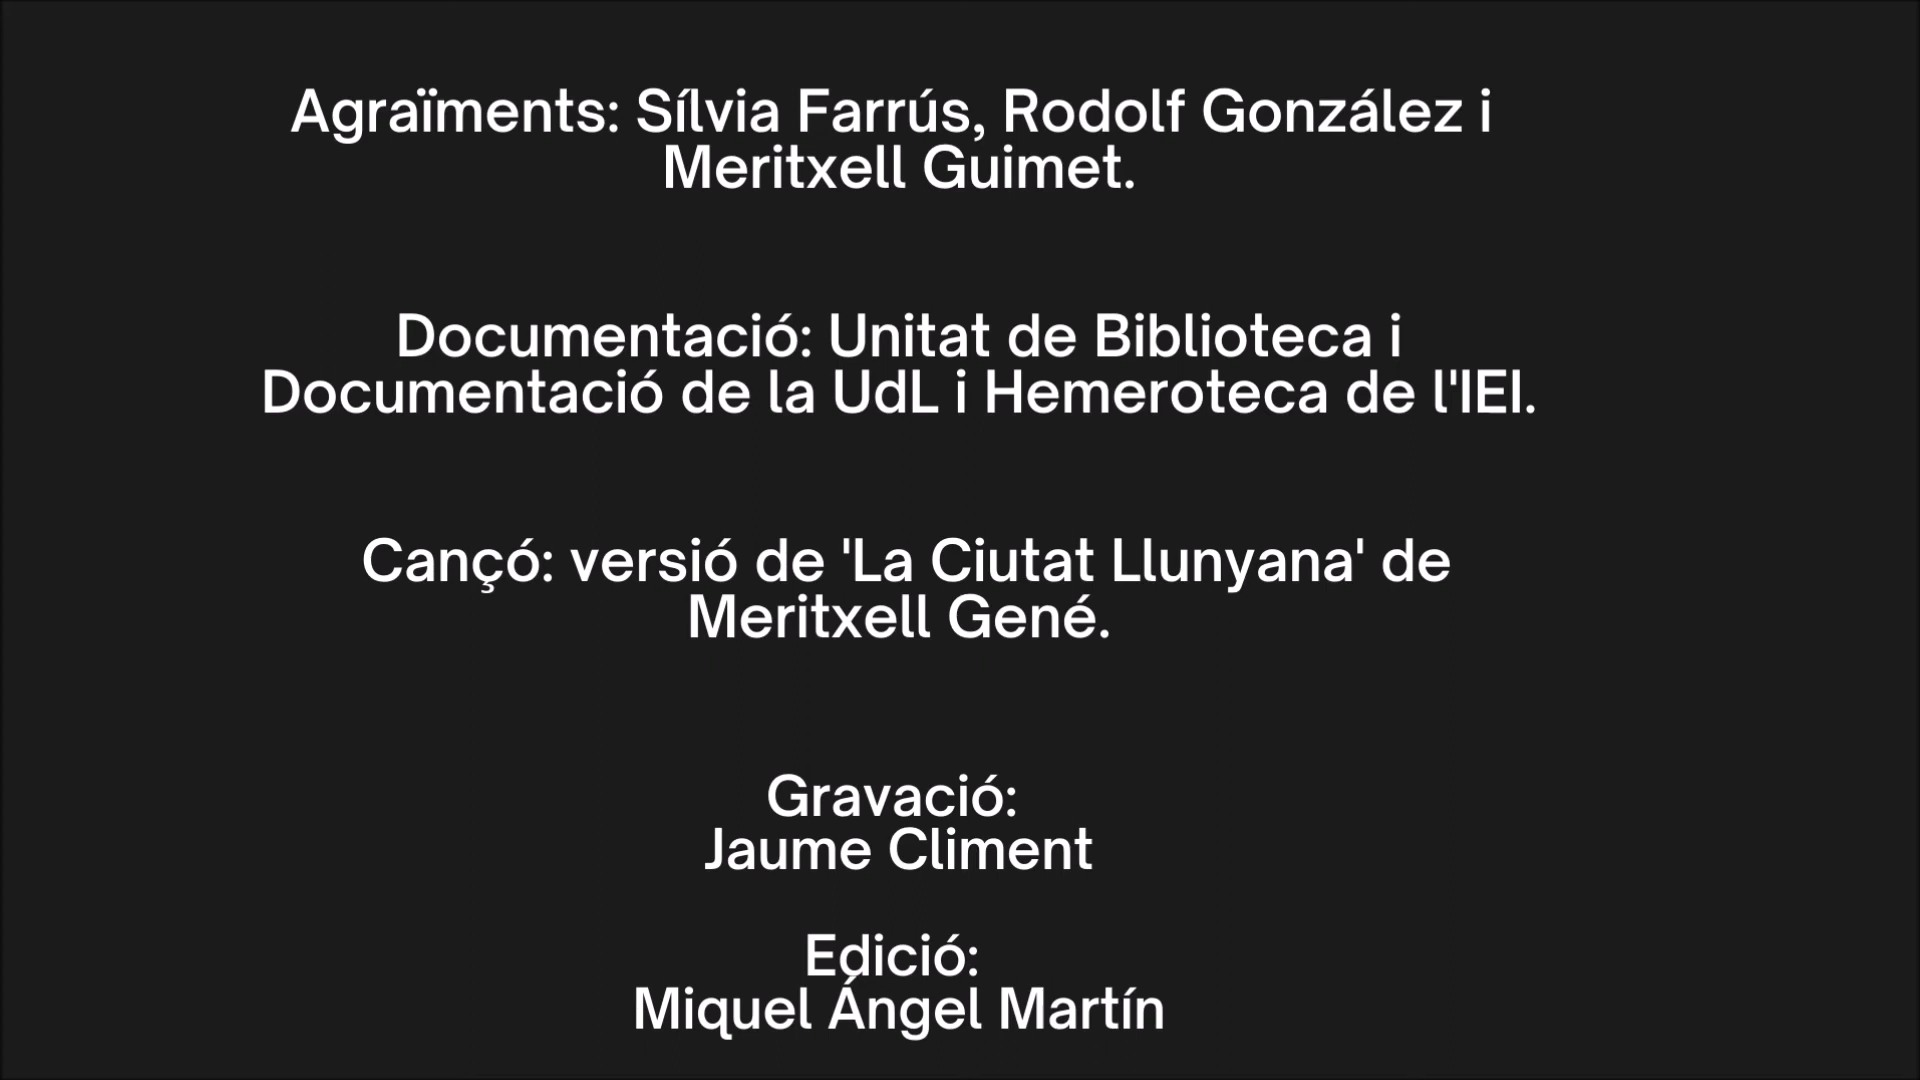 Agraïments: Sílvia Farrús, Rodolf González i
Meritxell Guimet.
Documentació: Unitat de Biblioteca i
Documentació de la UdL i Hemeroteca de l'IEI.
Cançó: versió de 'La Ciutat Llunyana' de
Meritxell Gené.
Gravació:
Jaume Climent
Edició:
Miquel Ángel Martín